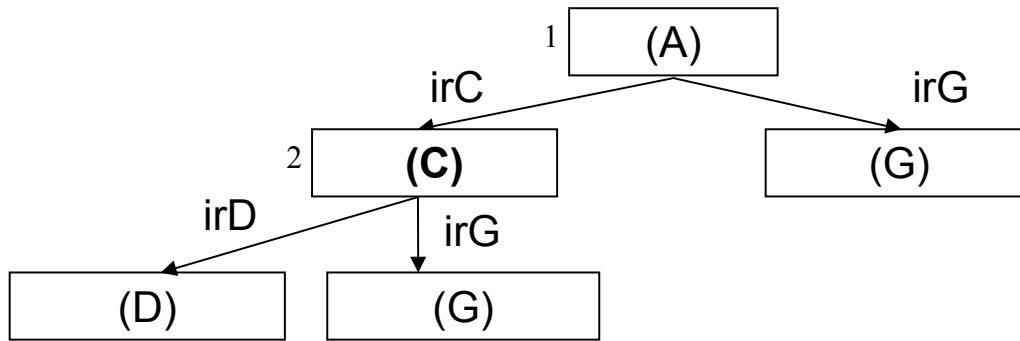 1 (A)
irC irG
2 (C) (G)
irD irG
(D) (G)